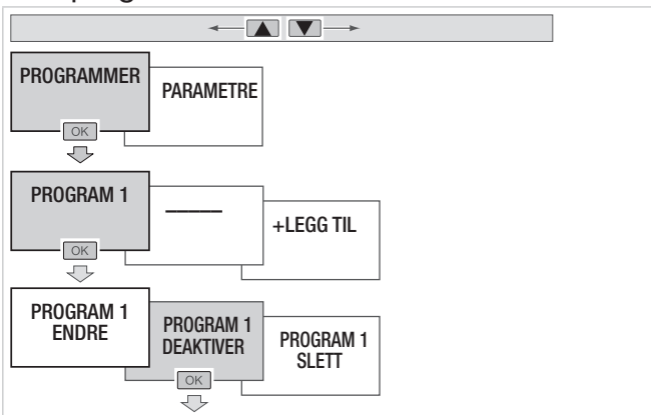 PROGRAMMER
PARAMETRE
OK
PROGRAM 1
+LEGG TIL
OK
PROGRAM 1
ENDRE
PROGRAM 1
DEAKTIVER
PROGRAM 1
SLETT
OK